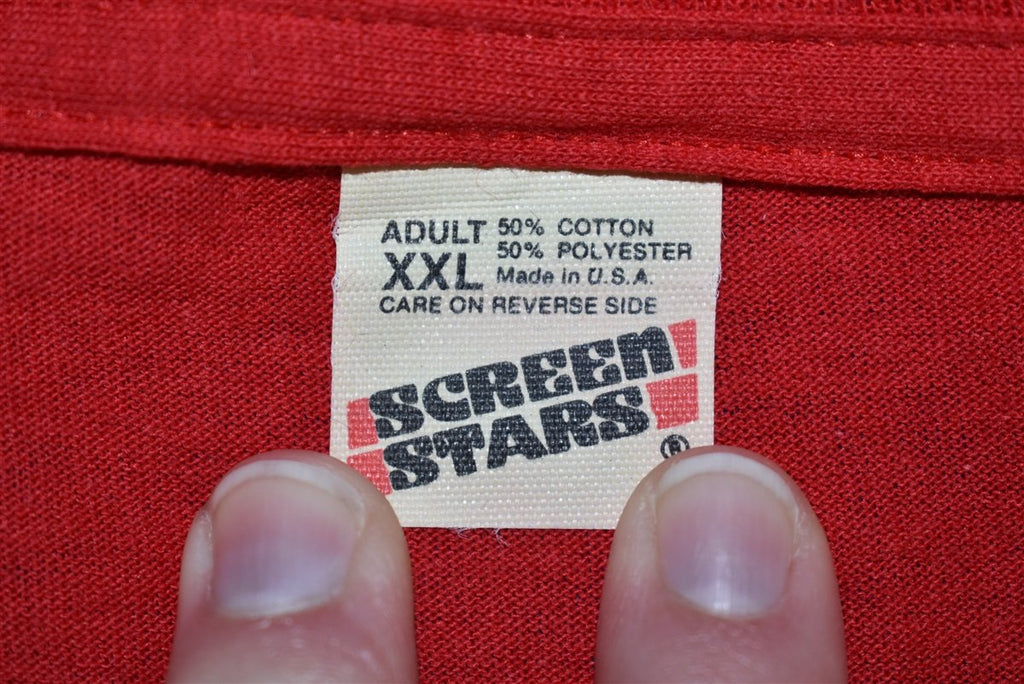 ADULT 50% COTTON
XXL 50% POLYESTER
Made in U.S.A.
CARE ON REVERSE SIDE
SCREEN
STARS
®